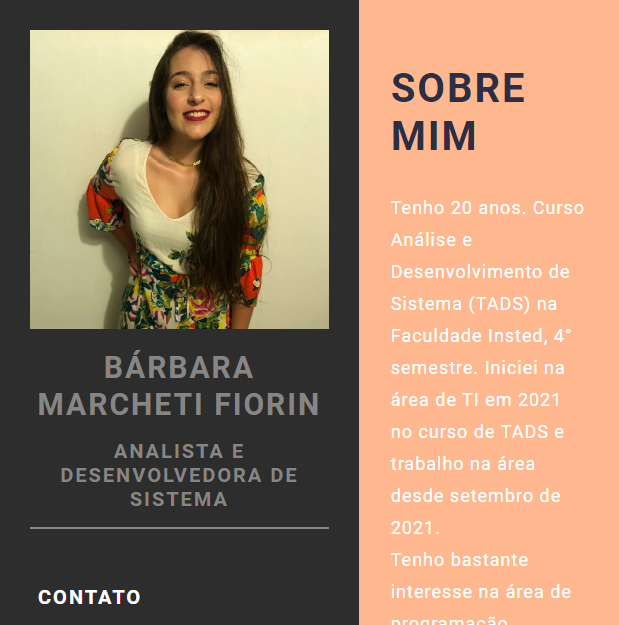 BÁRBARA
MARCHETI FIORIN
ANALISTA E
DESENVOLVEDORA DE
SISTEMA
CONTATO
SOBRE
MIM
Tenho 20 anos. Curso
Análise e
Desenvolvimento de
Sistema (TADS) na
Faculdade Insted, 4°
semestre. Iniciei na
área de TI em 2021
no curso de TADS e
trabalho na área
desde setembro de
2021.
Tenho bastante
interesse na área de
programação